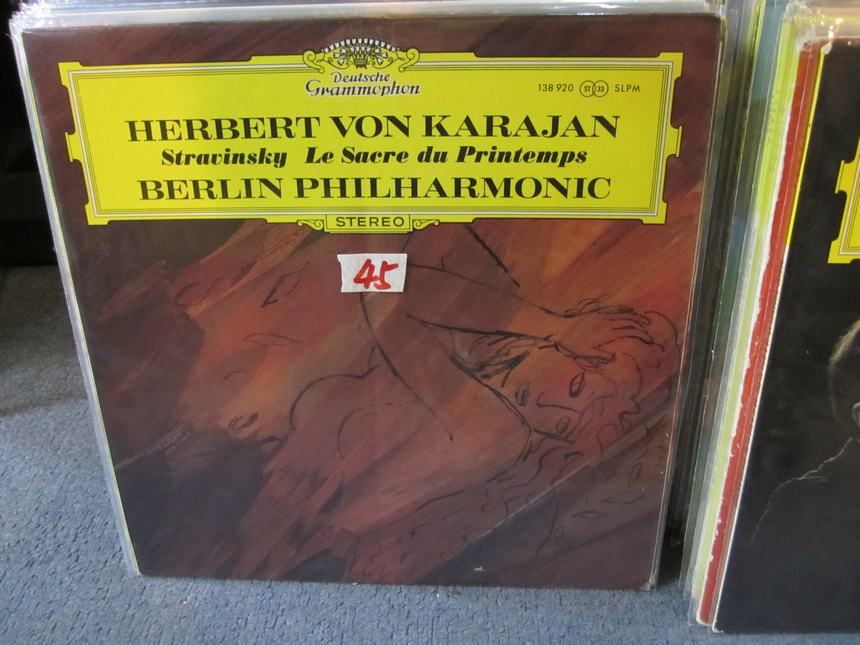 Deutsche
Grammophon
138 920 ST 33 SLPM
HERBERT VON KARAJAN
Stravinsky Le Sacre du Printemps
BERLIN PHILHARMONIC
STEREO
45